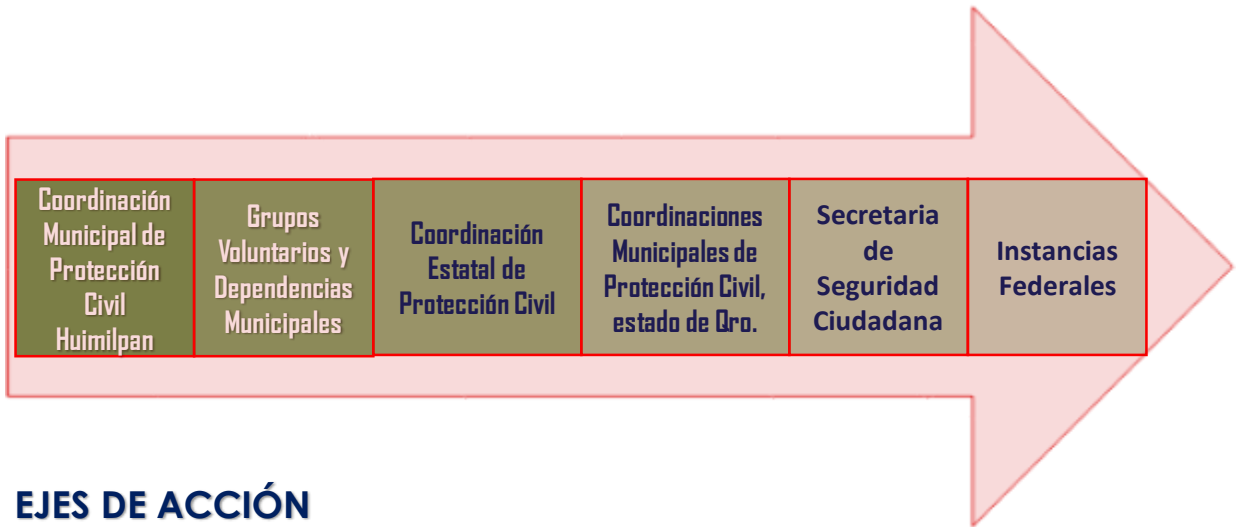 Coordinación
Municipal de
Protección
Civil
Huimilpan
Grupos
Voluntarios y
Dependencias
Municipales
Coordinación
Estatal de
Protección Civil
Coordinaciones
Municipales de
Protección Civil,
estado de Qro.
Secretaria
de
Seguridad
Ciudadana
Instancias
Federales
EJES DE ACCIÓN